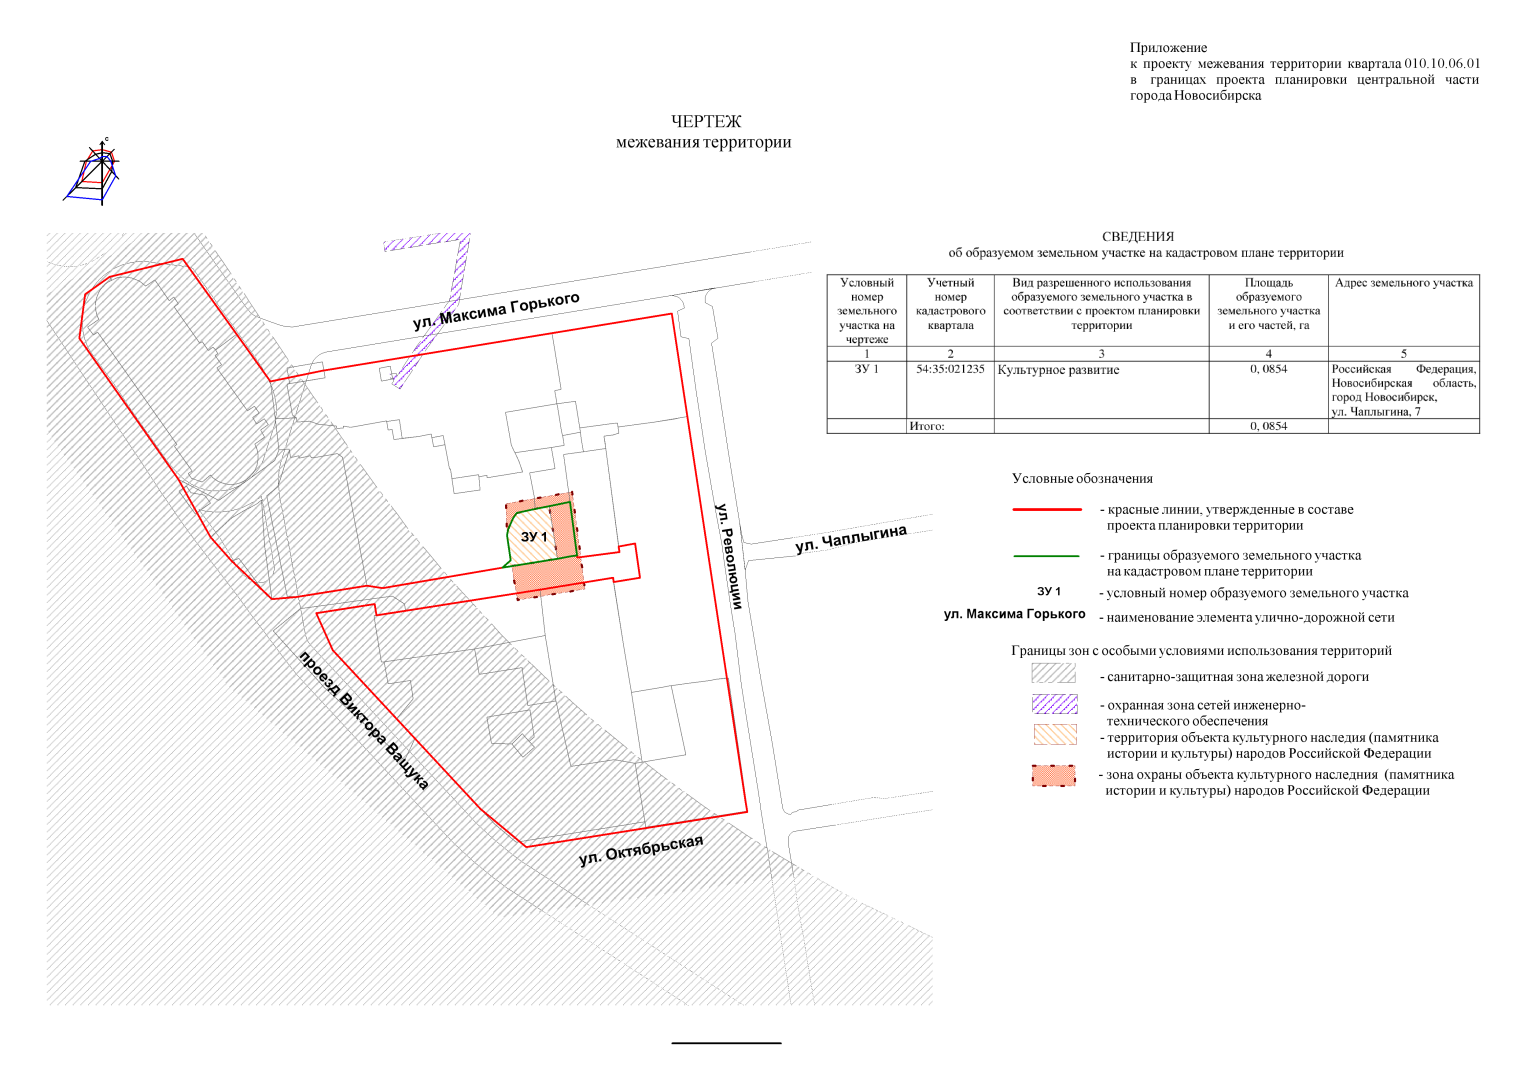 Приложение
к проекту межевания территории квартала 010.10.06.01
в границах проекта планировки центральной части
города Новосибирска
ЧЕРТЕЖ
межевания территории
с
СВЕДЕНИЯ
об образуемом земельном участке на кадастровом плане территории
Условный
номер
земельного
участка на
чертеже
Учетный
номер
кадастрового
квартала
Вид разрешенного использования
образуемого земельного участка в
соответствии с проектом планировки
территории
Площадь
образуемого
земельного участка
и его частей, га
Адрес земельного участка
1 2 3 4 5
ЗУ 1
54:35:021235
Культурное развитие
0, 0854
Российская Федерация,
Новосибирская область,
город Новосибирск,
ул. Чаплыгина, 7
Итого: 0, 0854
ул. Максима Горького
ул. Революции
ул. Чаплыгина
ЗУ 1
проезд Виктора Ващука
ул. Октябрьская
Условные обозначения
- красные линии, утвержденные в составе
проекта планировки территории
- границы образуемого земельного участка
на кадастровом плане территории
ЗУ 1 - условный номер образуемого земельного участка
ул. Максима Горького - наименование элемента улично-дорожной сети
Границы зон с особыми условиями использования территорий
- санитарно-защитная зона железной дороги
- охранная зона сетей инженерно-
технического обеспечения
- территория объекта культурного наследия (памятника
истории и культуры) народов Российской Федерации
- зона охраны объекта культурного наследния (памятника
истории и культуры) народов Российской Федерации